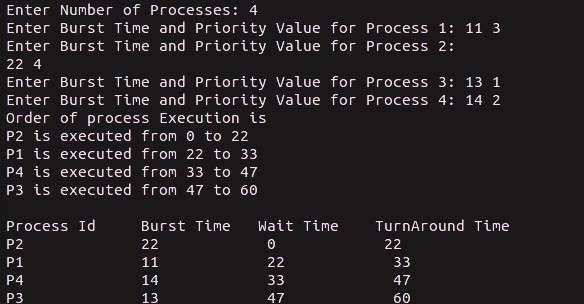 Enter Number of Processes: 4
Enter Burst Time and Priority Value for Process 1: 11 3
Enter Burst Time and Priority Value for Process 2:
22 4
Enter Burst Time and Priority Value for Process 3: 13 1
Enter Burst Time and Priority Value for Process 4: 14 2
Order of process Execution is
P2 is executed from 0 to 22
P1 is executed from 22 to 33
P4 is executed from 33 to 47
P3 is executed from 47 to 60
Process Id Burst Time Wait Time TurnAround Time
P2 22 0 22
P1 11 22 33
P4 14 33 47
P3 13 47 60